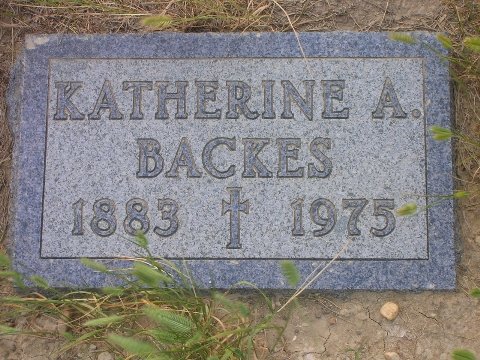 KATHERINE A.
BACKES
1883 1975